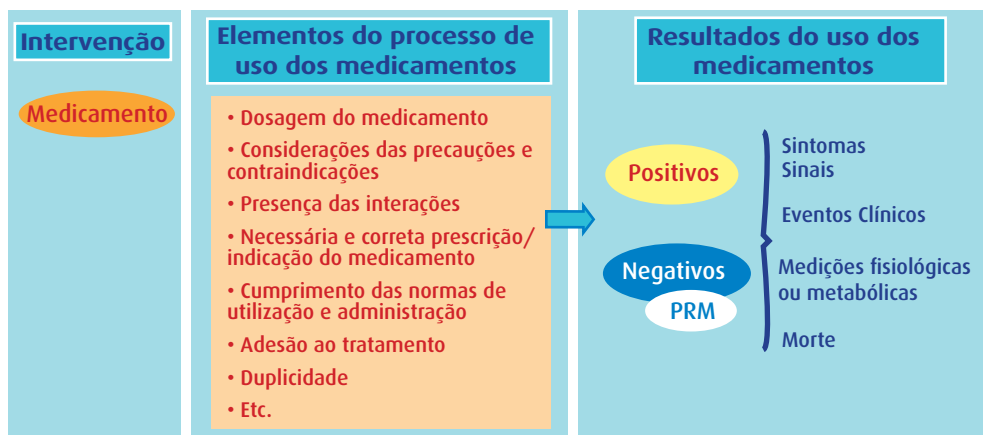 Intervenção
Medicamento
Elementos do processo de
uso dos medicamentos
• Dosagem do medicamento
• Considerações das precauções e
contraindicações
• Presença das interações
• Necessária e correta prescrição/
indicação do medicamento
• Cumprimento das normas de
utilização e administração
• Adesão ao tratamento
• Duplicidade
• Etc.
Resultados do uso dos
medicamentos
Positivos
Negativos
PRM
Sintomas
Sinais
Eventos Clínicos
Medições fisiológicas
ou metabólicas
Morte